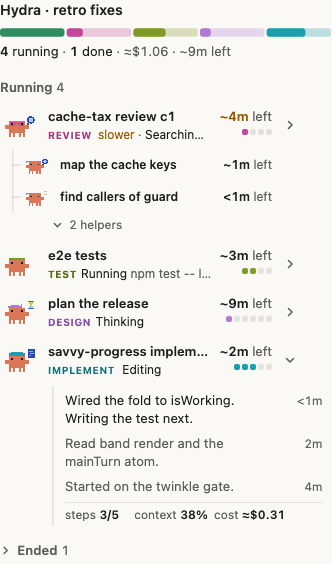 Hydra · retro fixes
4 running · 1 done · ≈$1.06 · ~9m left
Running 4
cache-tax review c1 ~4m left
REVIEW slower · Searchin...
map the cache keys ~1m left
find callers of guard <1m left
2 helpers
e2e tests ~3m left
TEST Running npm test -- l...
plan the release ~9m left
DESIGN Thinking
savvy-progress implem... ~2m left
IMPLEMENT Editing
Wired the fold to isWorking. <1m
Writing the test next.
Read band render and the 2m
mainTurn atom.
Started on the twinkle gate. 4m
steps 3/5 context 38% cost ≈$0.31
Ended 1